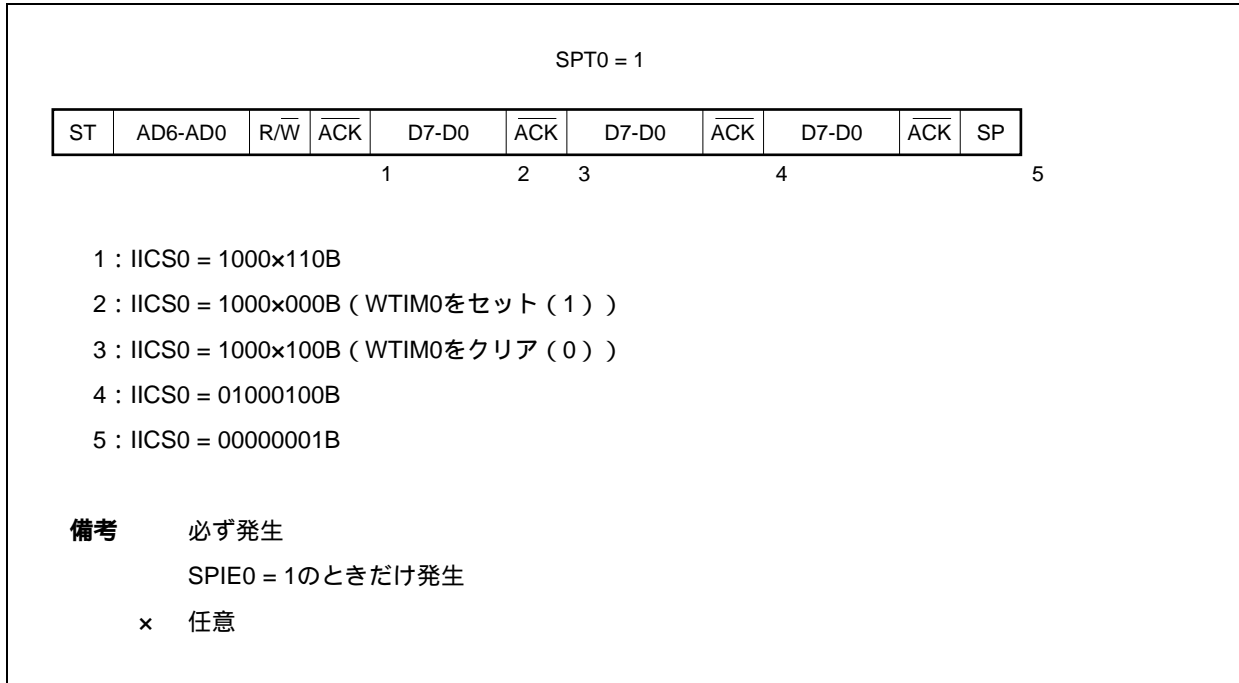 SPT0 = 1
ST AD6-AD0 R/W ACK D7-D0 ACK D7-D0 ACK D7-D0 ACK SP
1 2 3 4 5
1：IICS0 = 1000×110B
2：IICS0 = 1000×000B（WTIM0をセット（1））
3：IICS0 = 1000×100B（WTIM0をクリア（0））
4：IICS0 = 01000100B
5：IICS0 = 00000001B
備考 必ず発生
SPIE0 = 1のときだけ発生
× 任意